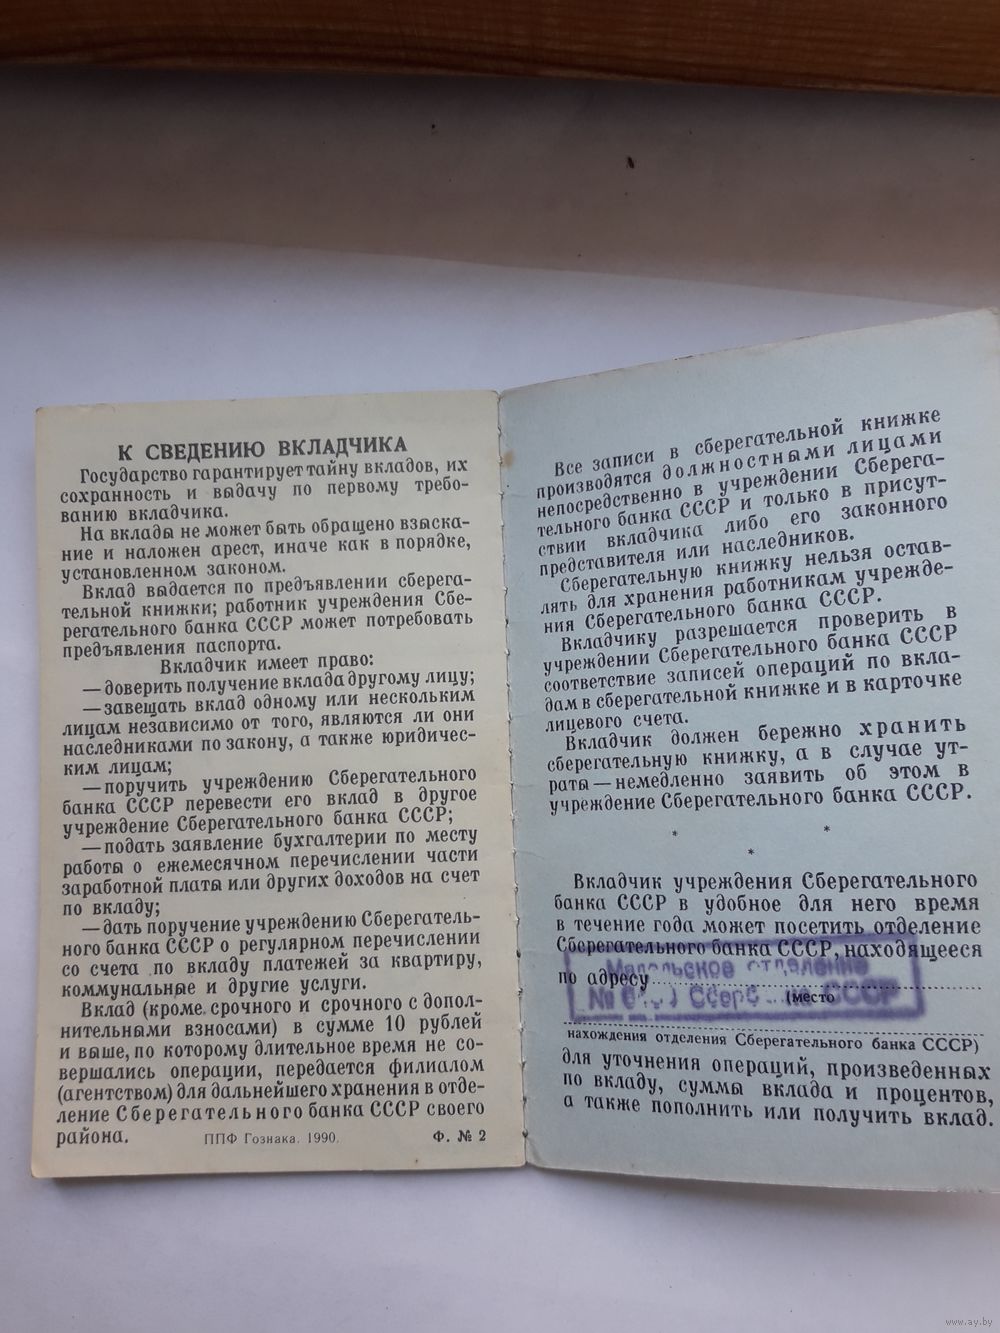 К СВЕДЕНИЮ ВКЛАДЧИКА
Государство гарантирует тайну вкладов, их
сохранность и выдачу по первому требо-
ванию вкладчика.
На вклады не может быть обращено взыска-
ние и наложен арест, иначе как в порядке,
установленном законом.
Вклад выдается по предъявлении сберега-
тельной книжки; работник учреждения Сбе-
регательного банка СССР может потребовать
предъявления паспорта.
Вкладчик имеет право:
—доверить получение вклада другому лицу;
—завещать вклад одному или нескольким
лицам независимо от того, являются ли они
наследниками по закону, а также юридичес-
ким лицам;
—поручить учреждению Сберегательного
банка СССР перевести его вклад в другое
учреждение Сберегательного банка СССР;
—подать заявление бухгалтерии по месту
работы о ежемесячном перечислении части
заработной платы или других доходов на счет
по вкладу;
—дать поручение учреждению Сберегатель-
ного банка СССР о регулярном перечислении
со счета по вкладу платежей за квартиру,
коммунальные и другие услуги.
Вклад (кроме срочного и срочного с допол-
нительными взносами) в сумме 10 рублей
и выше, по которому длительное время не со-
вершались операции, передается филиалом
(агентством) для дальнейшего хранения в отде-
ление Сберегательного банка СССР своего
района.
ППФ Гознака. 1990. Ф. № 2
Все записи в сберегательной книжке
производятся должностными лицами
непосредственно в учреждении Сберега-
тельного банка СССР и только в присут-
ствии вкладчика либо его законного
представителя или наследников.
Сберегательную книжку нельзя остав-
лять для хранения работникам учрежде-
ния Сберегательного банка СССР.
Вкладчику разрешается проверить в
учреждении Сберегательного банка СССР
соответствие записей операций по вкла-
дам в сберегательной книжке и в карточке
лицевого счета.
Вкладчик должен бережно хранить
сберегательную книжку, а в случае ут-
раты—немедленно заявить об этом в
учреждение Сберегательного банка СССР.
* *
*
Вкладчик учреждения Сберегательного
банка СССР в удобное для него время
в течение года может посетить отделение
Сберегательного банка СССР, находящееся
по адресу
отделение
№ СССР
(место
нахождения отделения Сберегательного банка СССР)
для уточнения операций, произведенных
по вкладу, суммы вклада и процентов,
а также пополнить или получить вклад.
www.ay.by